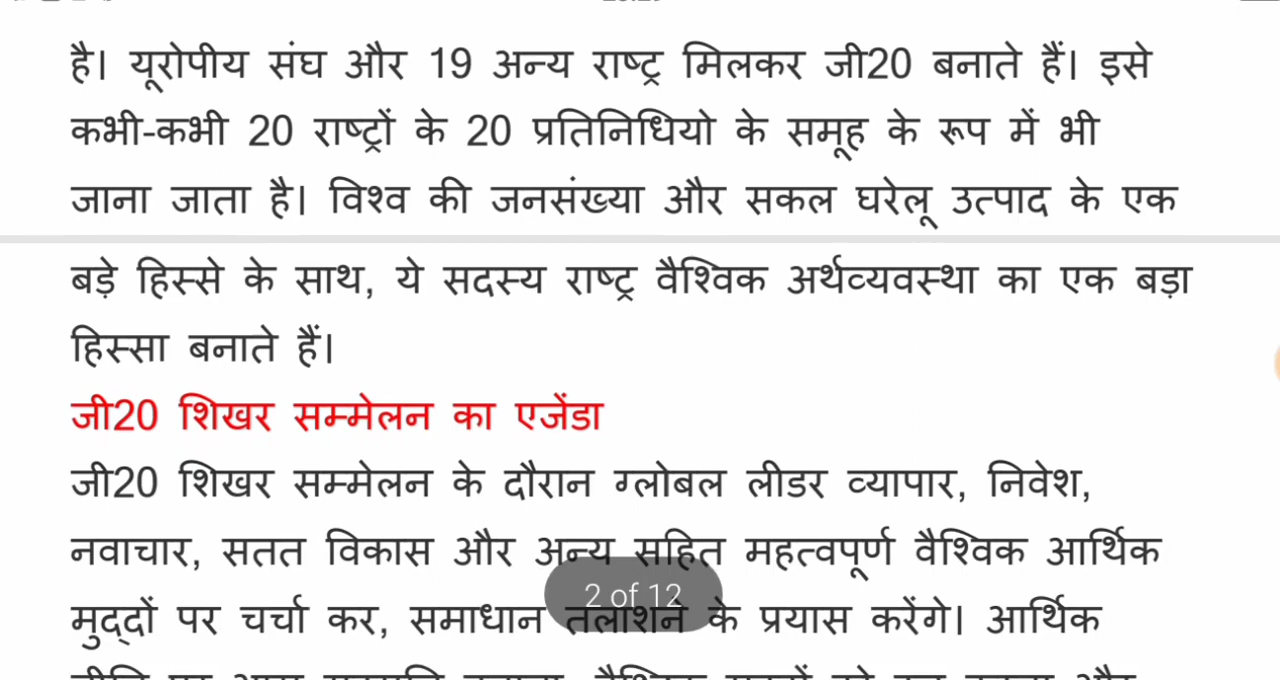 है। यूरोपीय संघ और 19 अन्य राष्ट्र मिलकर जी20 बनाते हैं। इसे
कभी-कभी 20 राष्ट्रों के 20 प्रतिनिधियो के समूह के रूप में भी
जाना जाता है। विश्व की जनसंख्या और सकल घरेलू उत्पाद के एक
बड़े हिस्से के साथ, ये सदस्य राष्ट्र वैश्विक अर्थव्यवस्था का एक बड़ा
हिस्सा बनाते हैं।
जी20 शिखर सम्मेलन का एजेंडा
जी20 शिखर सम्मेलन के दौरान ग्लोबल लीडर व्यापार, निवेश,
नवाचार, सतत विकास और अन्य सहित महत्वपूर्ण वैश्विक आर्थिक
2 of 12
मुद्दों पर चर्चा कर, समाधान तलाशने के प्रयास करेंगे। आर्थिक